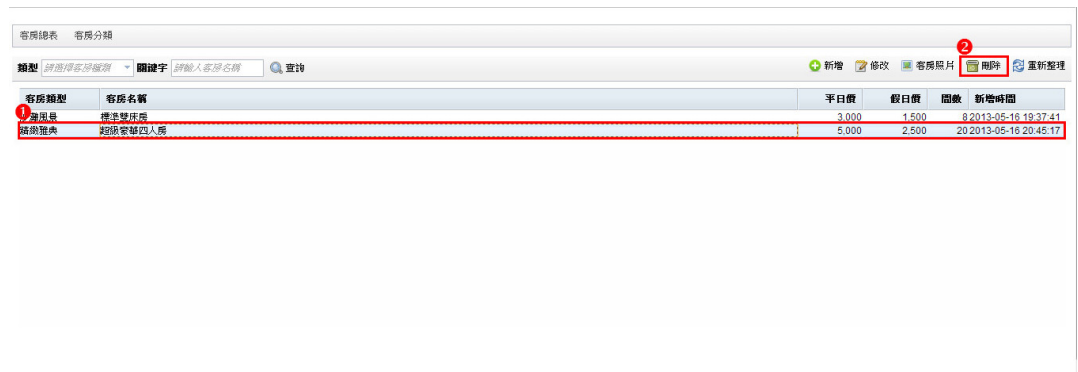 客房總表 客房分類
2
類型 請選擇客房種類 關鍵字 請輸入客房名稱 查詢 新增 修改 客房照片 刪除 重新整理
客房類型 客房名稱 平日價 假日價 間數 新增時間
1
風景 標準雙床房 3,000 1,500 8 2013-05-16 19:37:41
精緻雅典 超級豪華四人房 5,000 2,500 20 2013-05-16 20:45:17